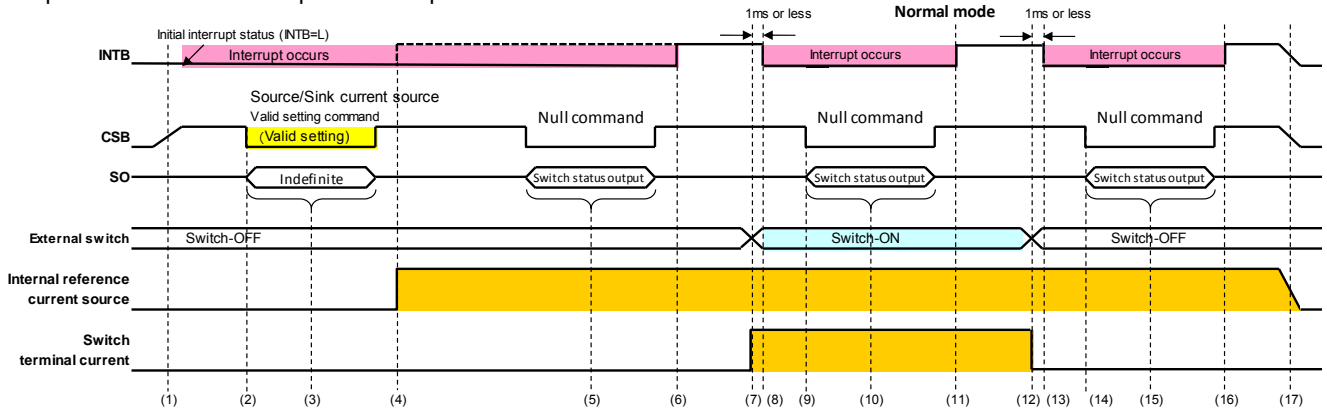 1ms or less
Normal mode
1ms or less
Initial interrupt status (INTB=L)
INTB
Interrupt occurs
Interrupt occurs
Interrupt occurs
Source/Sink current source
Valid setting command
(Valid setting)
Null command
Null command
Null command
CSB
SO
Indefinite
Switch status output
Switch status output
Switch status output
External switch
Switch-OFF
Switch-ON
Switch-OFF
Internal reference
current source
Switch
terminal current
(1) (2) (3) (4) (5) (6) (7) (8) (9) (10) (11) (12) (13) (14) (15) (16) (17)